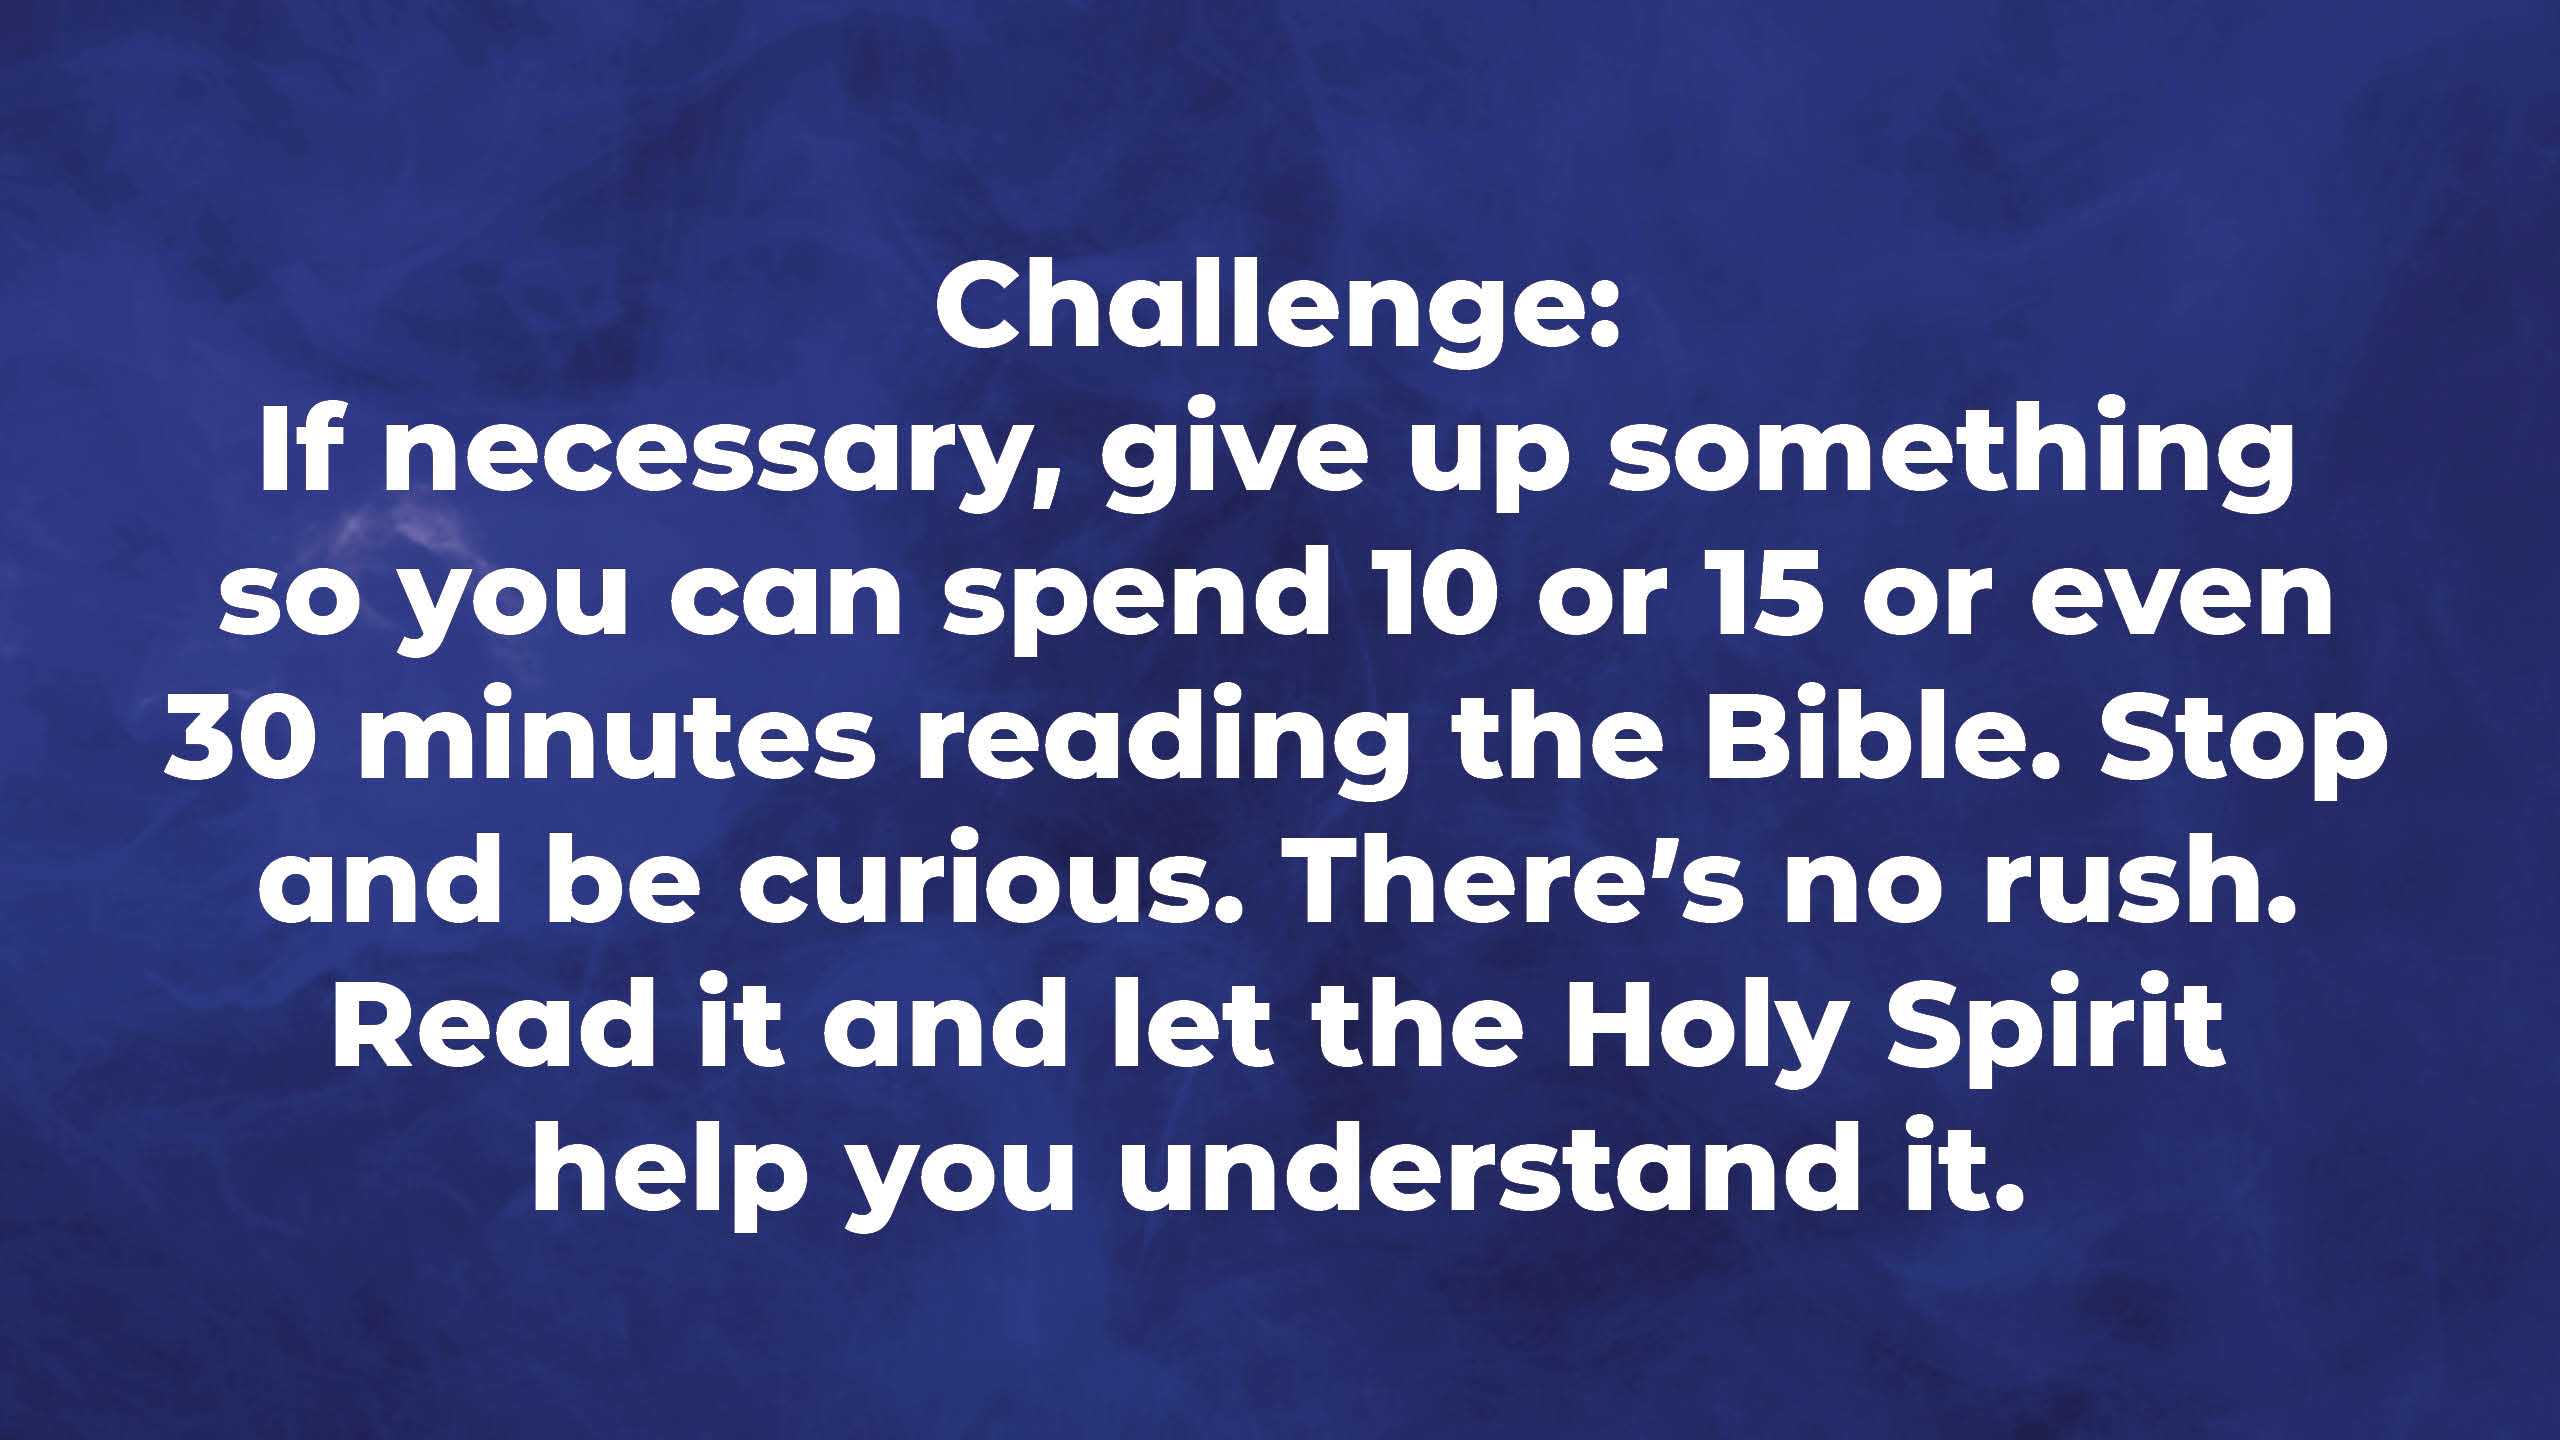 Challenge:
If necessary, give up something
so you can spend 10 or 15 or even
30 minutes reading the Bible. Stop
and be curious. There’s no rush.
Read it and let the Holy Spirit
help you understand it.